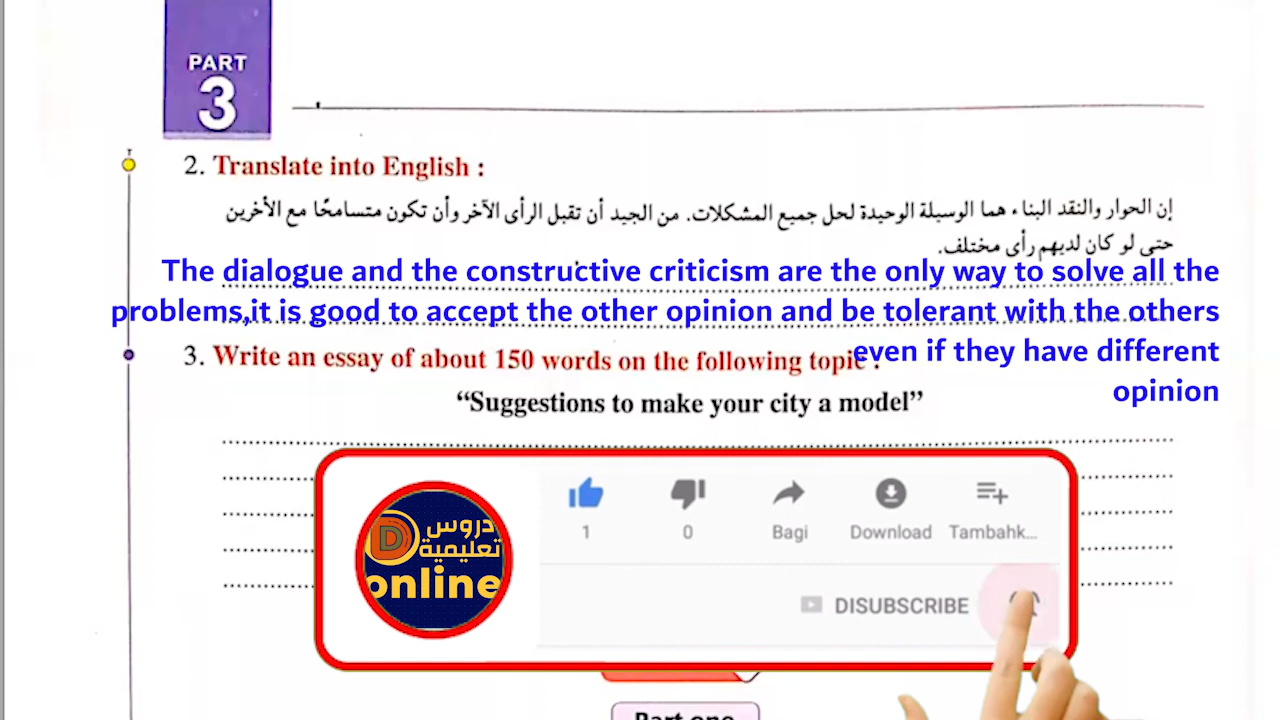 PART
3
2. Translate into English :
إن الحوار والنقد البناء هما الوسيلة الوحيدة لحل جميع المشكلات. من الجيد أن تقبل الرأى الآخر وأن تكون متسامحًا مع الأخرين
حتى لو كان لديهم رأى مختلف.
The dialogue and the constructive criticism are the only way to solve all the
problems,it is good to accept the other opinion and be tolerant with the others
even if they have different
opinion
3. Write an essay of about 150 words on the following topic :
“Suggestions to make your city a model”
دروس
تعليمية
online
1
0
Bagi
Download
Tambahk...
DISUBSCRIBE
Part one